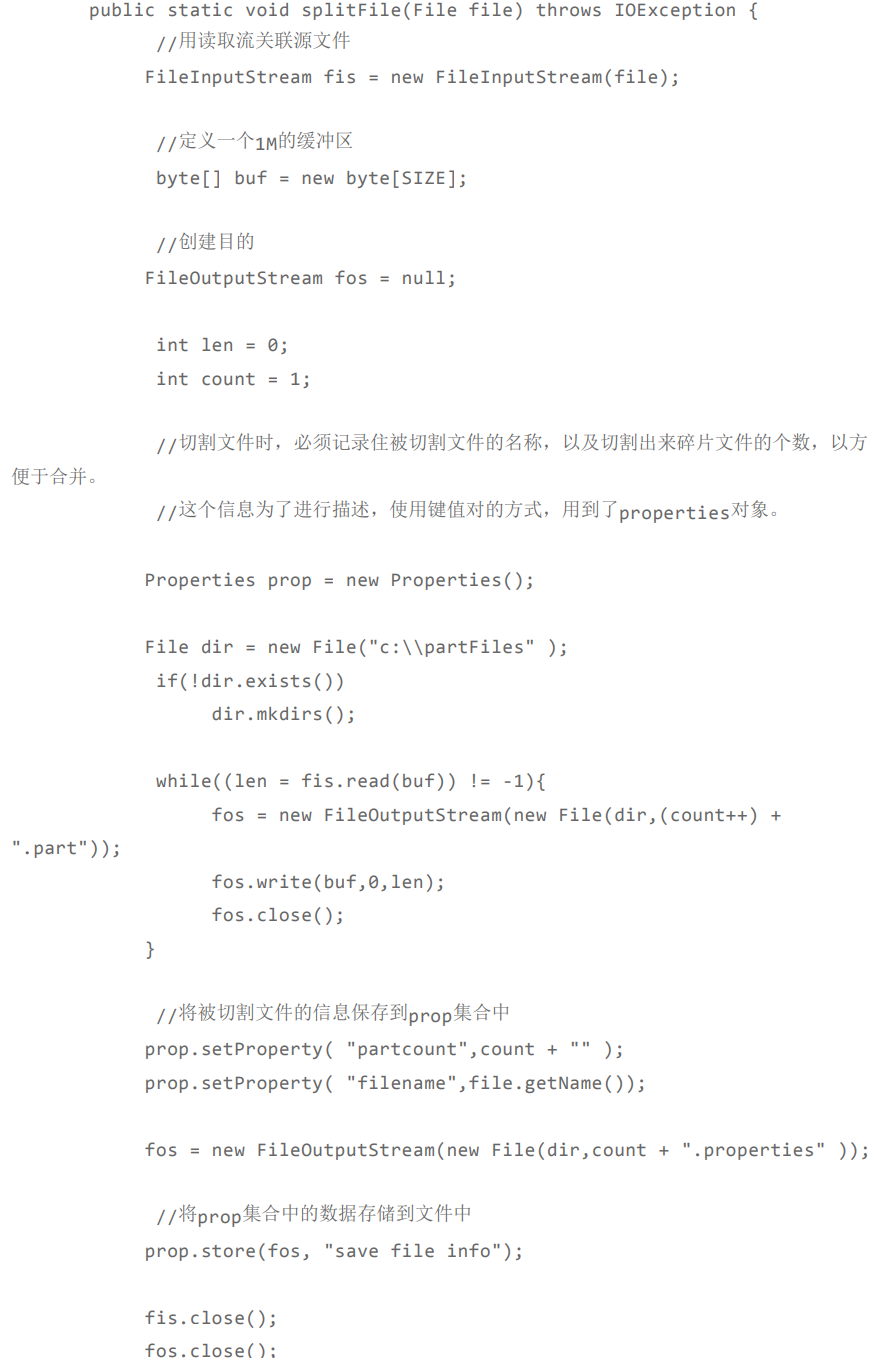 public static void splitFile(File file) throws IOException {
//用读取流关联源文件
FileInputStream fis = new FileInputStream(file);
//定义一个1M的缓冲区
byte[] buf = new byte[SIZE];
//创建目的
FileOutputStream fos = null;
int len = 0;
int count = 1;
//切割文件时，必须记录住被切割文件的名称，以及切割出来碎片文件的个数，以方
便于合并。
//这个信息为了进行描述，使用键值对的方式，用到了properties对象。
Properties prop = new Properties();
File dir = new File("c:\\partFiles" );
if(!dir.exists())
dir.mkdirs();
while((len = fis.read(buf)) != -1){
fos = new FileOutputStream(new File(dir,(count++) +
".part"));
fos.write(buf,0,len);
fos.close();
}
//将被切割文件的信息保存到prop集合中
prop.setProperty( "partcount",count + "" );
prop.setProperty( "filename",file.getName());
fos = new FileOutputStream(new File(dir,count + ".properties" ));
//将prop集合中的数据存储到文件中
prop.store(fos, "save file info");
fis.close();
fos.close();